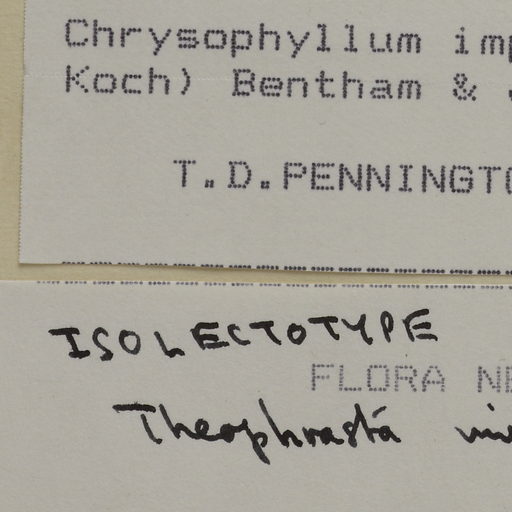 Chrysophyllum imp
Koch) Bentham &
T.D.PENNINGTO
ISOLECTOTYPE
FLORA NE
Theophrasta